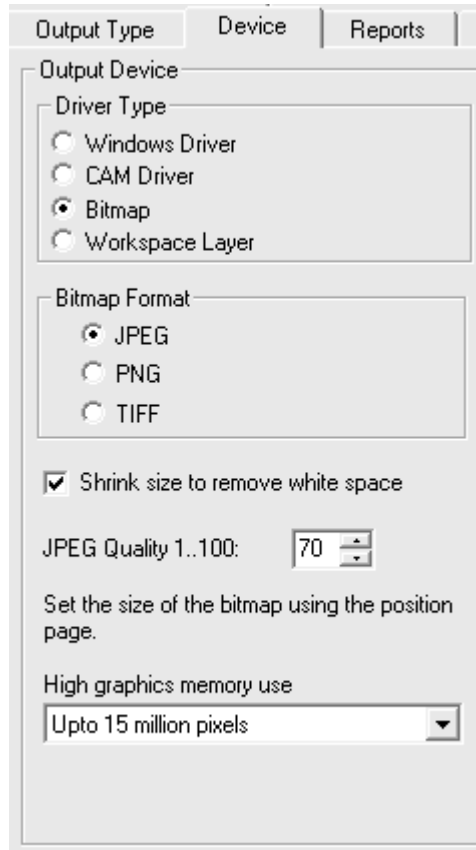 Output Type Device Reports
Output Device
Driver Type
Windows Driver
CAM Driver
Bitmap
Workspace Layer
Bitmap Format
JPEG
PNG
TIFF
Shrink size to remove white space
JPEG Quality 1..100: 70
Set the size of the bitmap using the position
page.
High graphics memory use
Upto 15 million pixels